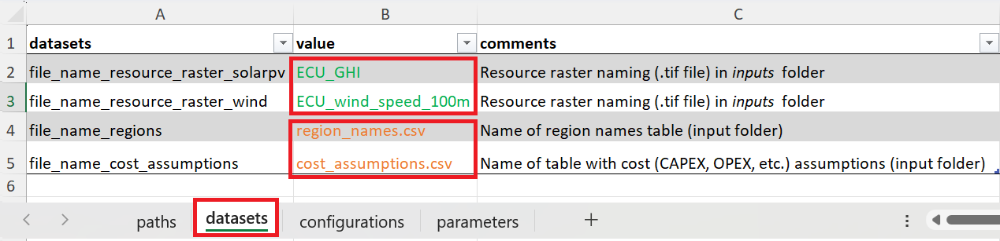 A B C
1 datasets value comments
2 file_name_resource_raster_solarpv ECU_GHI Resource raster naming (.tif file) in inputs folder
3 file_name_resource_raster_wind ECU_wind_speed_100m Resource raster naming (.tif file) in inputs folder
4 file_name_regions region_names.csv Name of region names table (input folder)
5 file_name_cost_assumptions cost_assumptions.csv Name of table with cost (CAPEX, OPEX, etc.) assumptions (input folder)
6
paths datasets configurations parameters